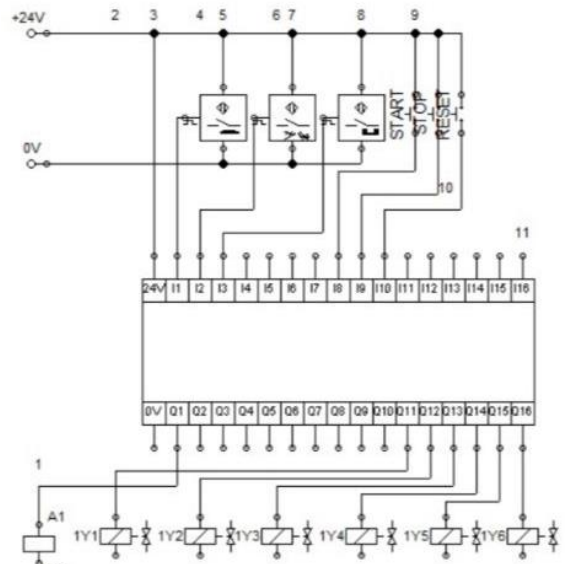 +24V 2 3 4 5 6 7 8 9
START STOP RESET
0V
10
11
24V I1 I2 I3 I4 I5 I6 I7 I8 I9 I10 I11 I12 I13 I14 I15 I16
0V Q1 Q2 Q3 Q4 Q5 Q6 Q7 Q8 Q9 Q10 Q11 Q12 Q13 Q14 Q15 Q16
1
A1
1Y1 1Y2 1Y3 1Y4 1Y5 1Y6